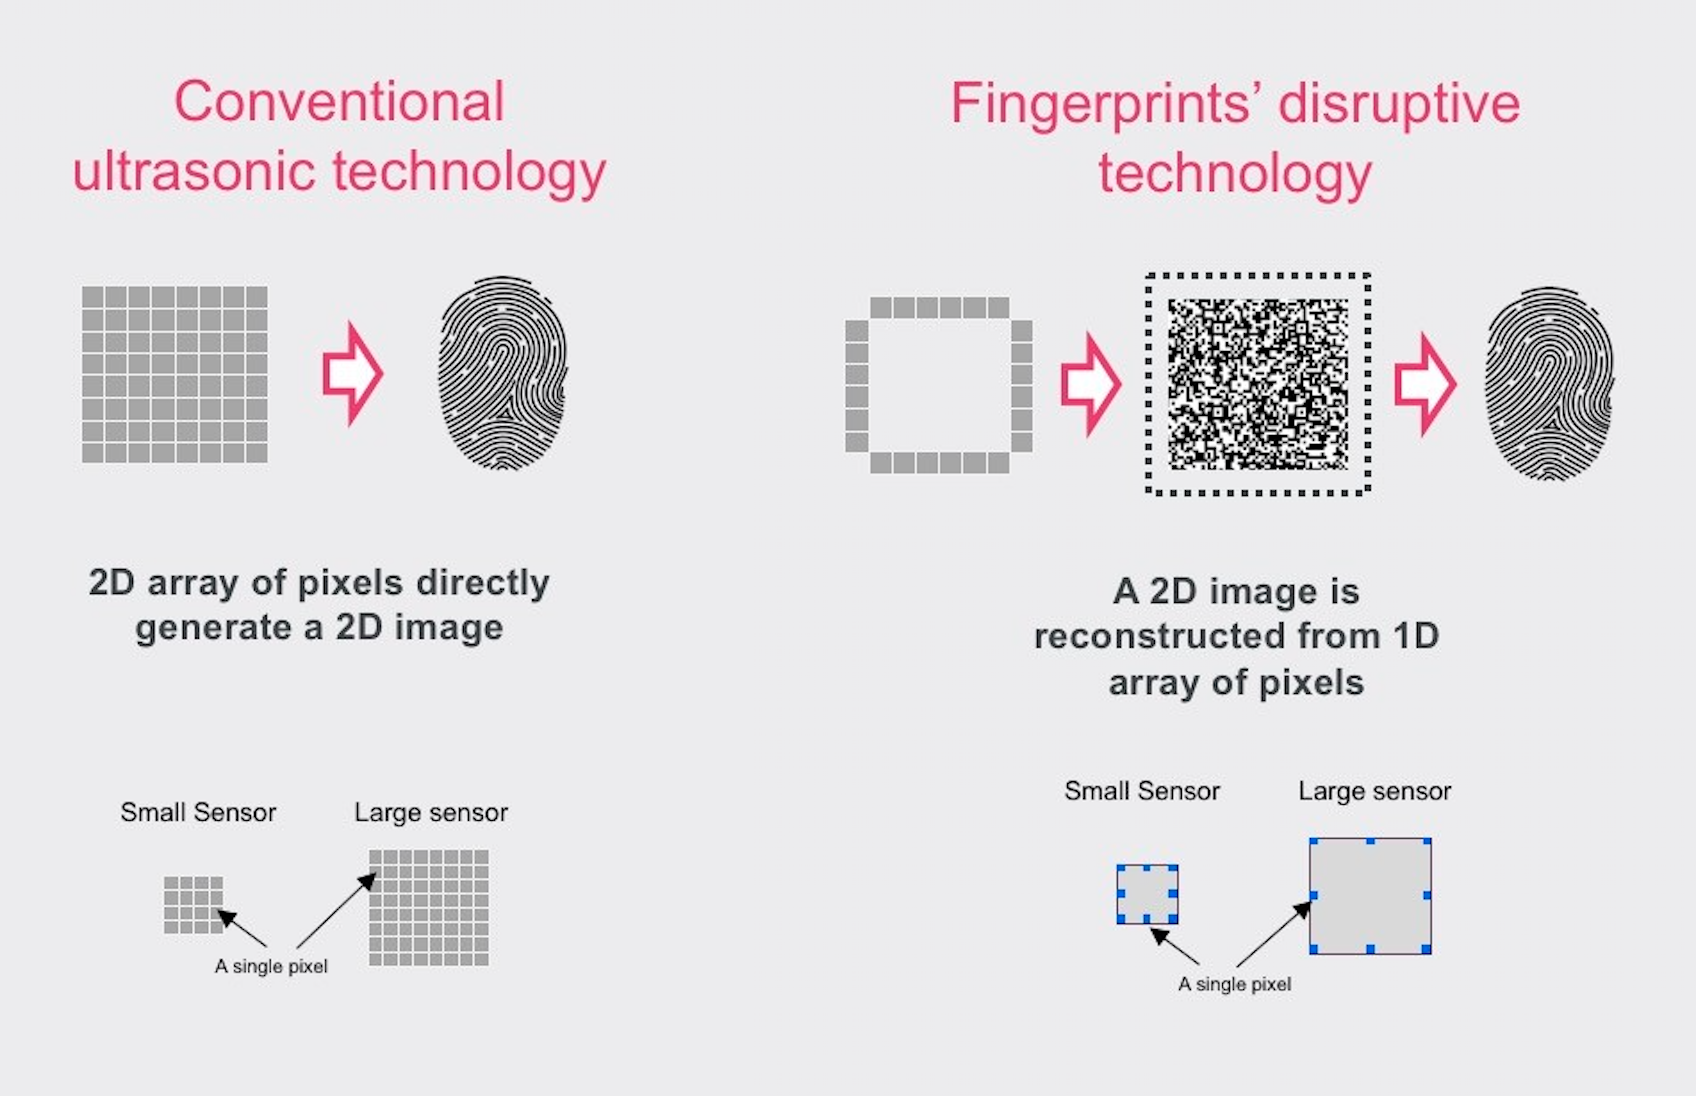 Conventional
ultrasonic technology
2D array of pixels directly
generate a 2D image
Small Sensor
Large sensor
A single pixel
Fingerprints’ disruptive
technology
A 2D image is
reconstructed from 1D
array of pixels
Small Sensor
Large sensor
A single pixel